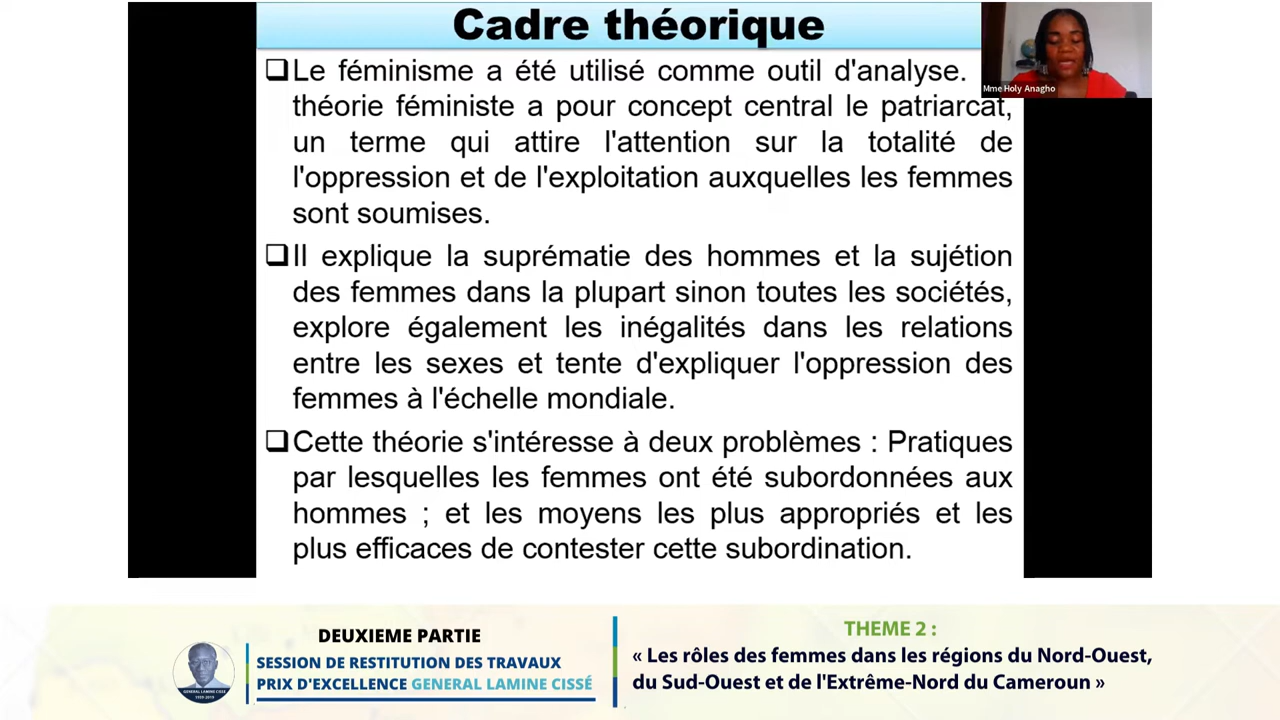 Cadre théorique
❑Le féminisme a été utilisé comme outil d'analyse.
théorie féministe a pour concept central le patriarcat,
un terme qui attire l'attention sur la totalité de
l'oppression et de l'exploitation auxquelles les femmes
sont soumises.
❑Il explique la suprématie des hommes et la sujétion
des femmes dans la plupart sinon toutes les sociétés,
explore également les inégalités dans les relations
entre les sexes et tente d'expliquer l'oppression des
femmes à l'échelle mondiale.
❑Cette théorie s'intéresse à deux problèmes : Pratiques
par lesquelles les femmes ont été subordonnées aux
hommes ; et les moyens les plus appropriés et les
plus efficaces de contester cette subordination.
Mme Holy Anagho
DEUXIEME PARTIE
SESSION DE RESTITUTION DES TRAVAUX
PRIX D'EXCELLENCE GENERAL LAMINE CISSÉ
GENERAL LAMINE CISSÉ
1939-2019
THEME 2 :
« Les rôles des femmes dans les régions du Nord-Ouest,
du Sud-Ouest et de l'Extrême-Nord du Cameroun »